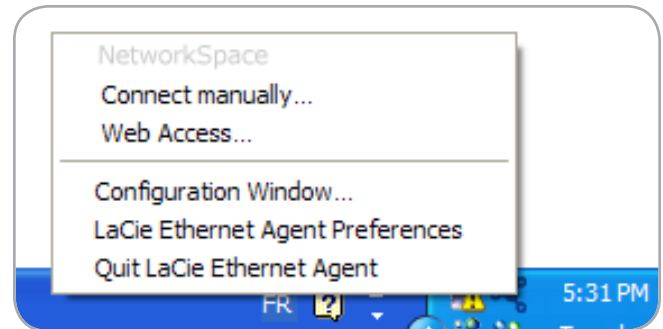 NetworkSpace
Connect manually...
Web Access...
Configuration Window...
LaCie Ethernet Agent Preferences
Quit LaCie Ethernet Agent
FR
5:31 PM